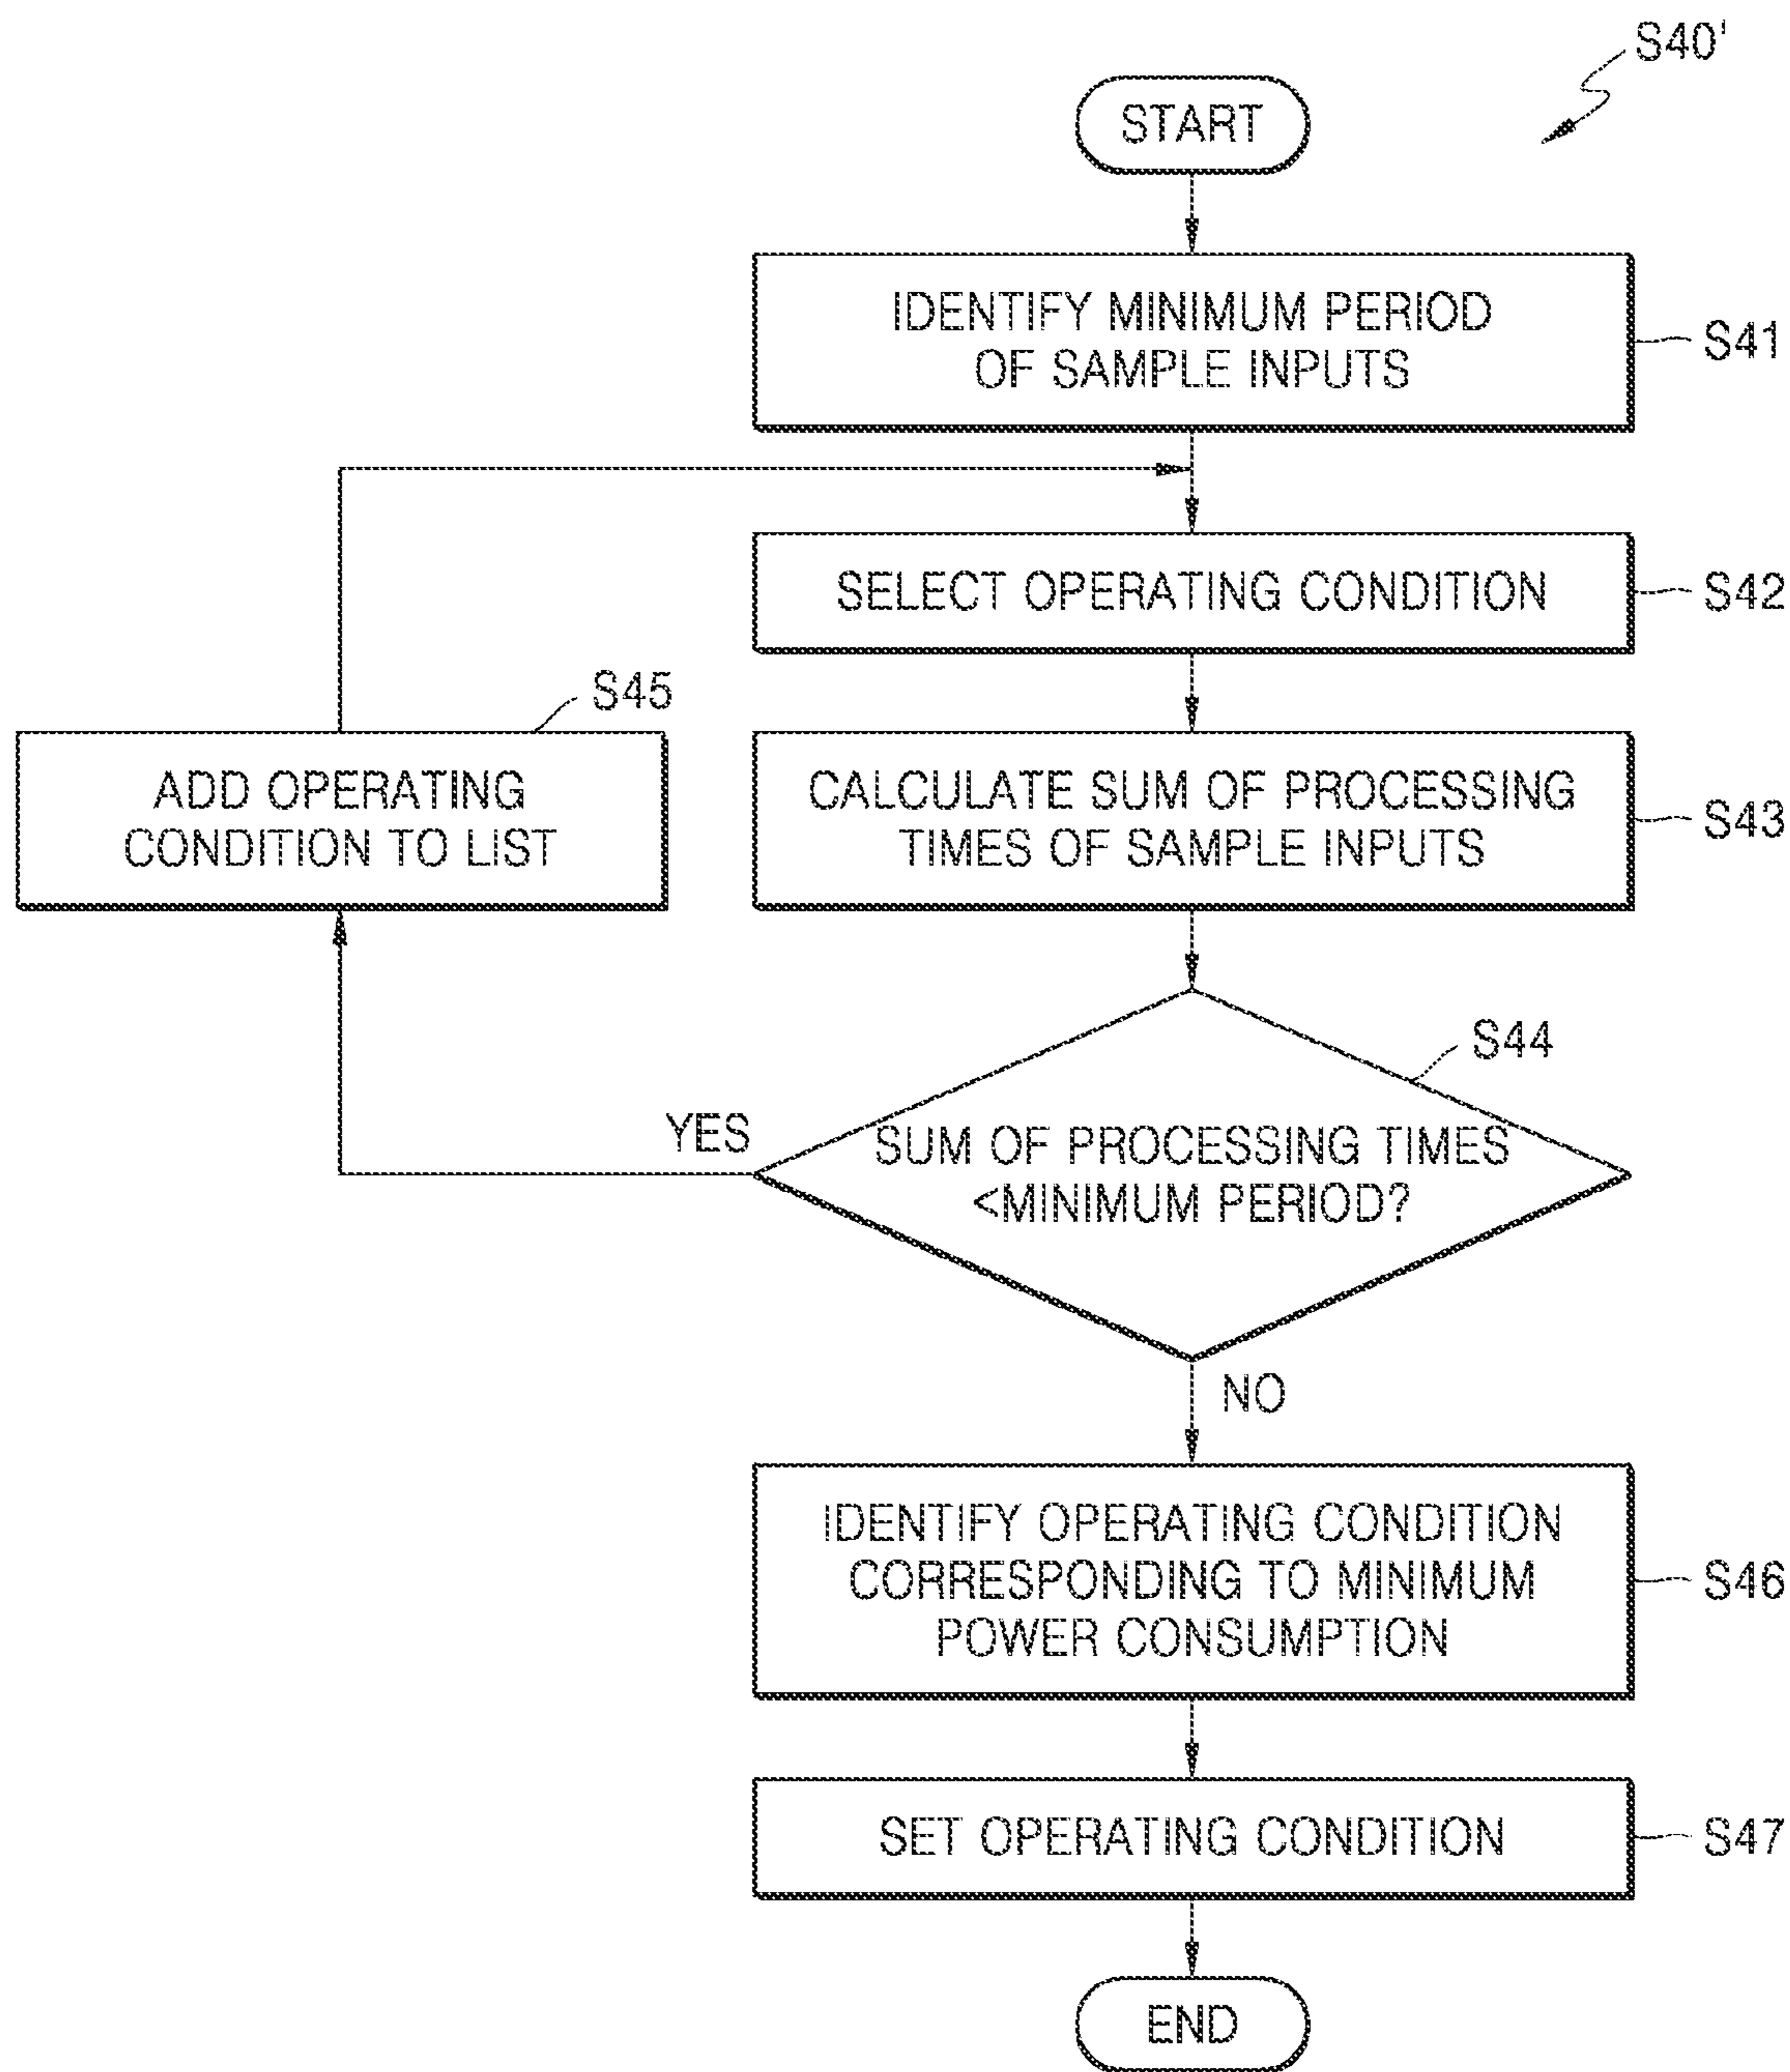 S40'
START
IDENTIFY MINIMUM PERIOD
OF SAMPLE INPUTS
S41
SELECT OPERATING CONDITION
S42
S45
ADD OPERATING
CONDITION TO LIST
CALCULATE SUM OF PROCESSING
TIMES OF SAMPLE INPUTS
S43
S44
YES
SUM OF PROCESSING TIMES
<MINIMUM PERIOD?
NO
IDENTIFY OPERATING CONDITION
CORRESPONDING TO MINIMUM
POWER CONSUMPTION
S46
SET OPERATING CONDITION
S47
END